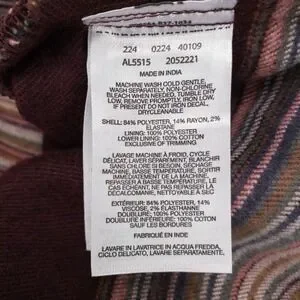 224 0224 40109
AL5515 2052221
MADE IN INDIA
MACHINE WASH COLD GENTLE,
WASH SEPARATELY, NON-CHLORINE
BLEACH WHEN NEEDED, TUMBLE DRY
LOW, REMOVE PROMPTLY, IRON LOW,
IF PRESENT DO NOT IRON DECAL,
DRYCLEANABLE
SHELL: 84% POLYESTER, 14% RAYON, 2%
ELASTANE
LINING: 100% POLYESTER
LOWER LINING: 100% COTTON
EXCLUSIVE OF TRIMMING
LAVAGE MACHINE À FROID, CYCLE
DÉLICAT, LAVER SÉPARÉMENT, BLANCHIR
SANS CHLORE SI BESOIN, SÉCHAGE
MACHINE, BASSE TEMPÉRATURE, SORTIR
IMMÉDIATEMENT DE LA MACHINE,
REPASSER À BASSE TEMPÉRATURE, LE
CAS ÉCHÉANT, NE PAS REPASSER LA
DÉCALCOMANIE, NETTOYABLE À SEC
EXTÉRIEUR: 84% POLYESTER, 14%
VISCOSE, 2% ÉLASTHANNE
DOUBLURE: 100% POLYESTER
DOUBLURE INFÉRIEURE: 100% COTON
SAUF LES BORDURES
FABRIQUÉ EN INDE
LAVARE IN LAVATRICE IN ACQUA FREDDA,
CICLO DELICATO, LAVARE SEPARATAMENTE,